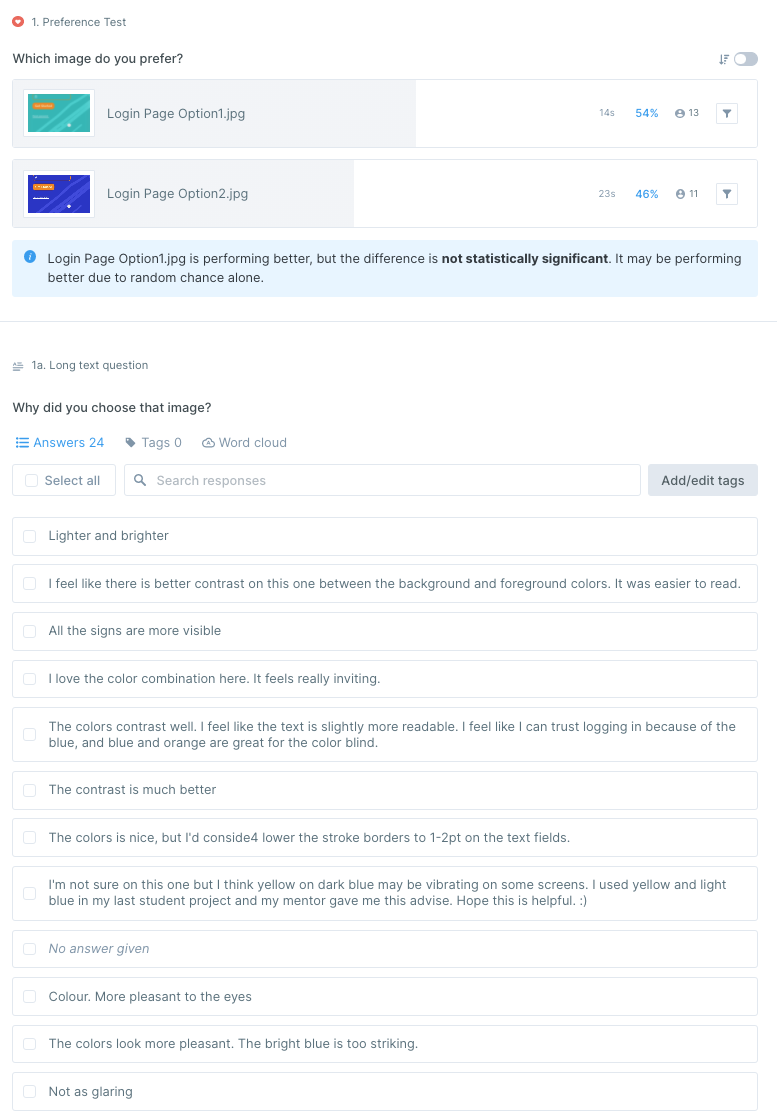 1. Preference Test
Which image do you prefer?
Login Page Option1.jpg
14s 54% 13
Login Page Option2.jpg
23s 46% 11
Login Page Option1.jpg is performing better, but the difference is not statistically significant. It may be performing
better due to random chance alone.
1a. Long text question
Why did you choose that image?
Answers 24 Tags 0 Word cloud
Select all Search responses Add/edit tags
Lighter and brighter
I feel like there is better contrast on this one between the background and foreground colors. It was easier to read.
All the signs are more visible
I love the color combination here. It feels really inviting.
The colors contrast well. I feel like the text is slightly more readable. I feel like I can trust logging in because of the
blue, and blue and orange are great for the color blind.
The contrast is much better
The colors is nice, but I'd conside4 lower the stroke borders to 1-2pt on the text fields.
I'm not sure on this one but I think yellow on dark blue may be vibrating on some screens. I used yellow and light
blue in my last student project and my mentor gave me this advise. Hope this is helpful. :)
No answer given
Colour. More pleasant to the eyes
The colors look more pleasant. The bright blue is too striking.
Not as glaring